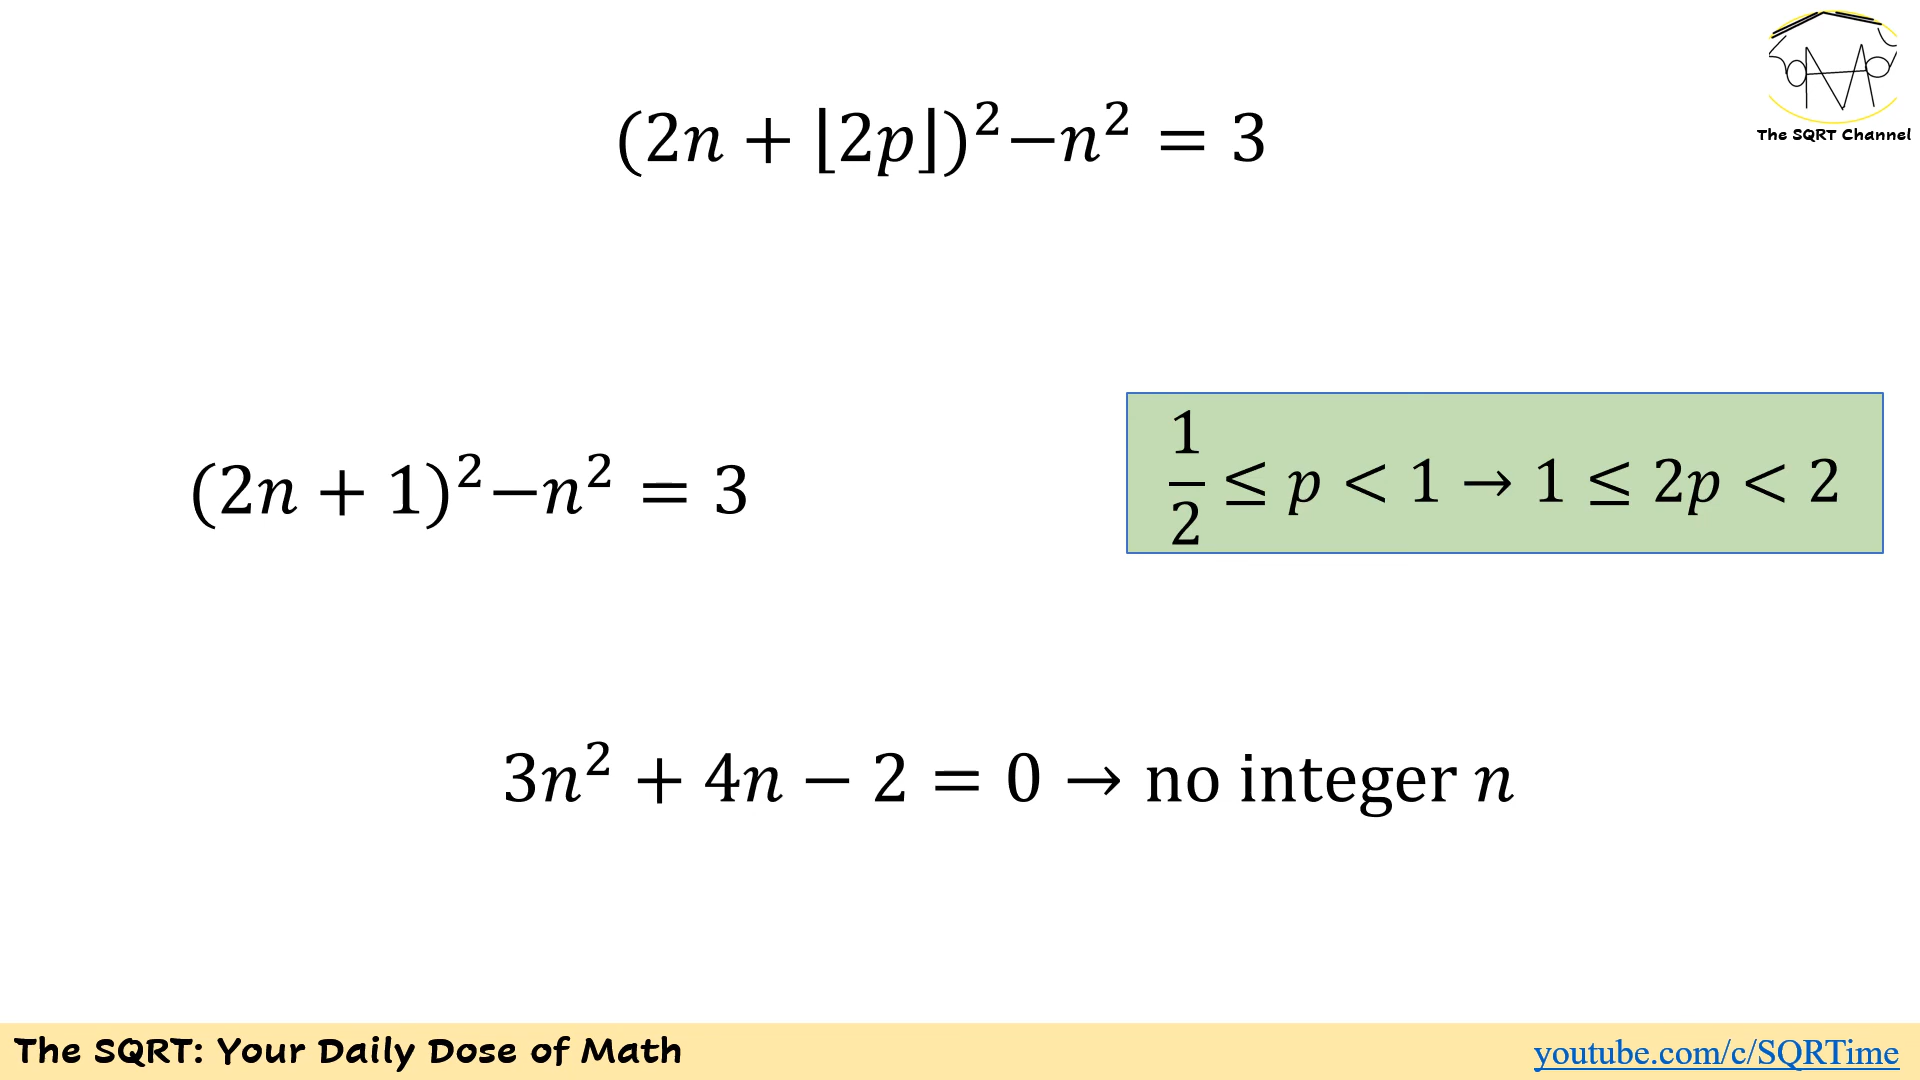 The SQRT Channel
(2n + ⌊2p⌋)²−n² = 3
(2n + 1)²−n² = 3
1/2 ≤ p < 1 → 1 ≤ 2p < 2
3n² + 4n − 2 = 0 → no integer n
The SQRT: Your Daily Dose of Math
youtube.com/c/SQRTime